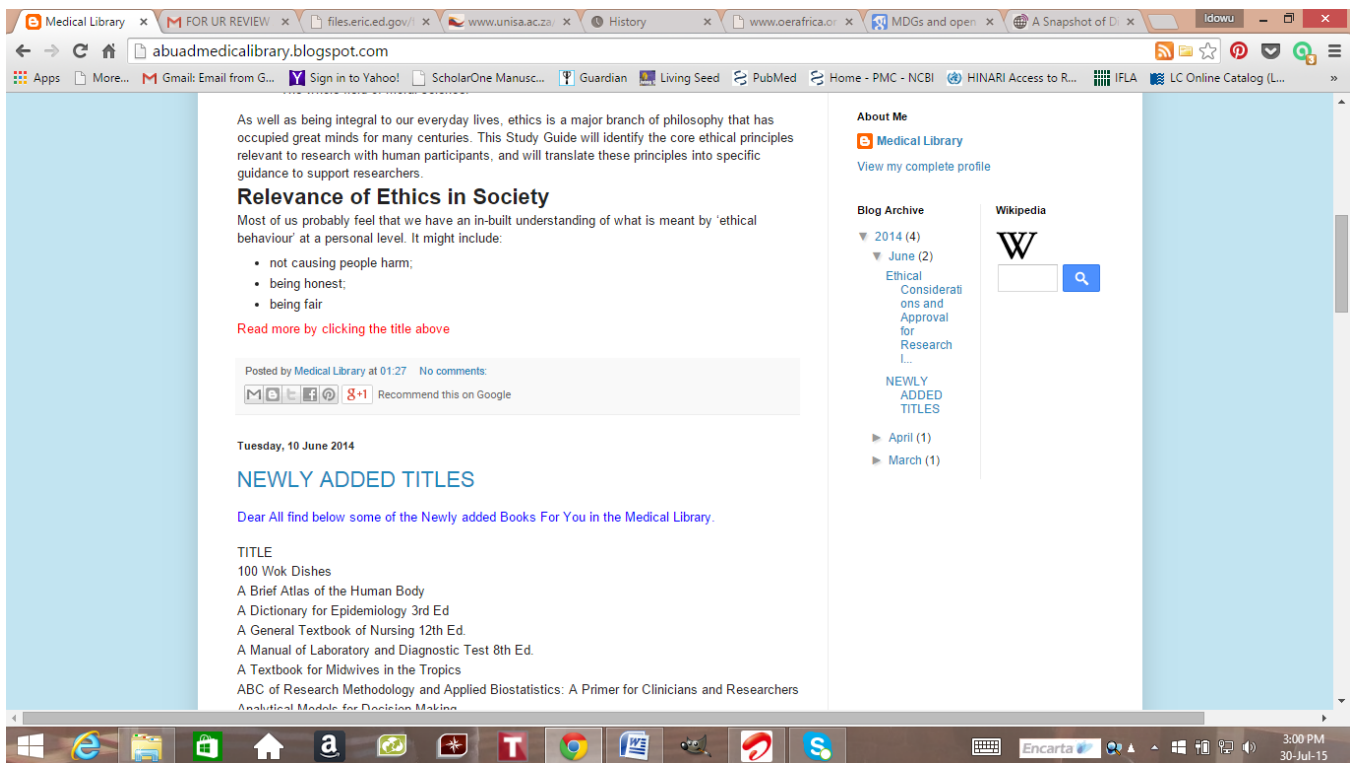 Medical Library
FOR UR REVIEW
files.eric.ed.gov/f
www.unisa.ac.za/
History
www.oerafrica.or
MDGs and open
A Snapshot of Di
Idowu
abuadmedicalibrary.blogspot.com
Apps
More...
Gmail: Email from G...
Sign in to Yahoo!
ScholarOne Manusc...
Guardian
Living Seed
PubMed
Home - PMC - NCBI
HINARI Access to R...
IFLA
LC Online Catalog (L...
»
As well as being integral to our everyday lives, ethics is a major branch of philosophy that has
occupied great minds for many centuries. This Study Guide will identify the core ethical principles
relevant to research with human participants, and will translate these principles into specific
guidance to support researchers.
Relevance of Ethics in Society
Most of us probably feel that we have an in-built understanding of what is meant by ‘ethical
behaviour’ at a personal level. It might include:
• not causing people harm;
• being honest;
• being fair
Read more by clicking the title above
Posted by Medical Library at 01:27 No comments:
g+1 Recommend this on Google
Tuesday, 10 June 2014
NEWLY ADDED TITLES
Dear All find below some of the Newly added Books For You in the Medical Library.
TITLE
100 Wok Dishes
A Brief Atlas of the Human Body
A Dictionary for Epidemiology 3rd Ed
A General Textbook of Nursing 12th Ed.
A Manual of Laboratory and Diagnostic Test 8th Ed.
A Textbook for Midwives in the Tropics
ABC of Research Methodology and Applied Biostatistics: A Primer for Clinicians and Researchers
Analytical Models for Decision Making
About Me
Medical Library
View my complete profile
Blog Archive
▼ 2014 (4)
▼ June (2)
Ethical
Considerati
ons and
Approval
for
Research
I...
NEWLY
ADDED
TITLES
► April (1)
► March (1)
Wikipedia
W
Encarta
3:00 PM
30-Jul-15